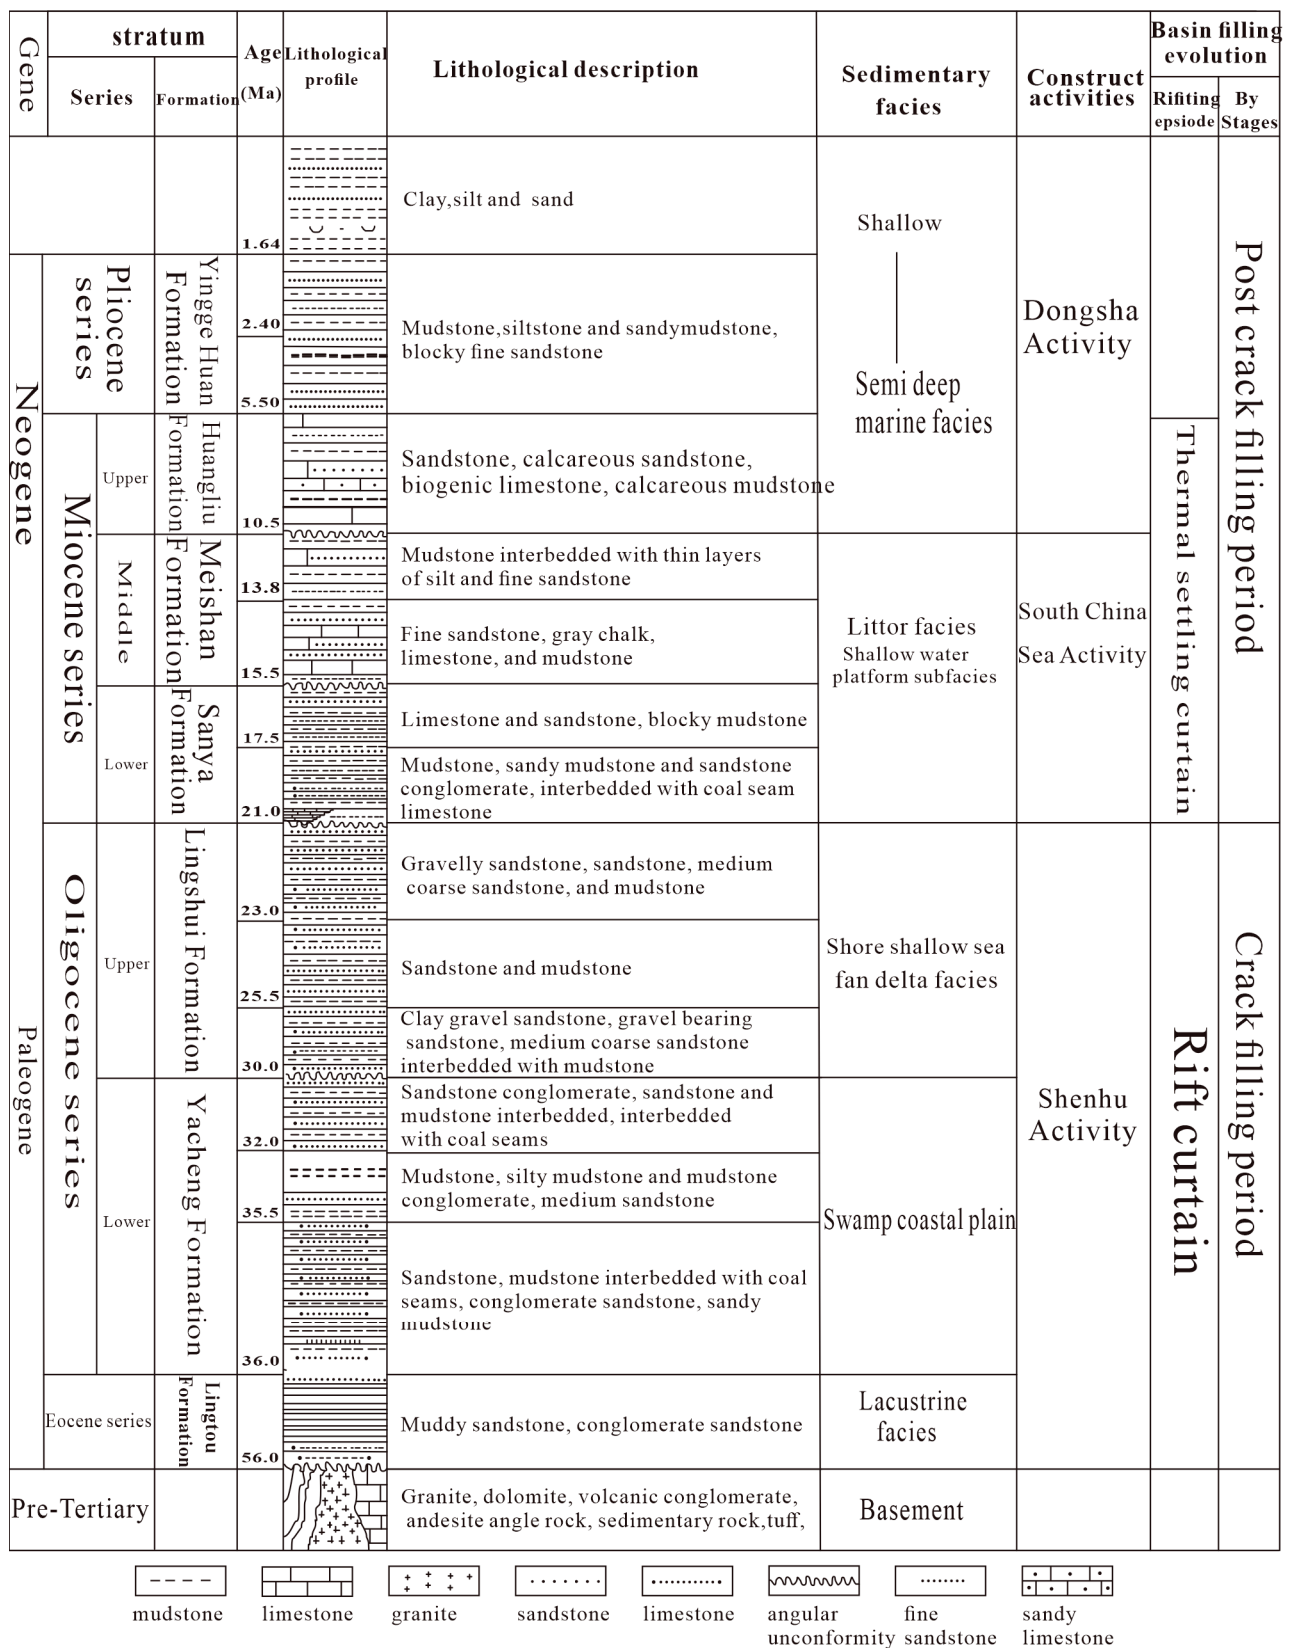 Gene
stratum
Series
Formation
Age
(Ma)
Lithological
profile
Lithological description
Sedimentary
facies
Construct
activities
Basin filling
evolution
Rifiting
epsiode
By
Stages
Clay,silt and sand
1.64
Shallow
Neogene
Pliocene
series
Yingge Huan
Formation
2.40
5.50
Mudstone,siltstone and sandymudstone,
blocky fine sandstone
Semi deep
marine facies
Dongsha
Activity
Post crack filling period
Miocene series
Upper
Huangliu
Formation
10.5
Sandstone, calcareous sandstone,
biogenic limestone, calcareous mudstone
Thermal settling curtain
Middle
Meishan
Formation
13.8
Mudstone interbedded with thin layers
of silt and fine sandstone
15.5
Fine sandstone, gray chalk,
limestone, and mudstone
Littor facies
Shallow water
platform subfacies
South China
Sea Activity
Lower
Sanya
Formation
17.5
Limestone and sandstone, blocky mudstone
21.0
Mudstone, sandy mudstone and sandstone
conglomerate, interbedded with coal seam
limestone
Paleogene
Oligocene series
Upper
Lingshui Formation
23.0
Gravelly sandstone, sandstone, medium
coarse sandstone, and mudstone
25.5
Sandstone and mudstone
30.0
Clay gravel sandstone, gravel bearing
sandstone, medium coarse sandstone
interbedded with mudstone
Shore shallow sea
fan delta facies
Shenhu
Activity
Rift curtain
Crack filling period
Lower
Yacheng Formation
32.0
Sandstone conglomerate, sandstone and
mudstone interbedded, interbedded
with coal seams
35.5
Mudstone, silty mudstone and mudstone
conglomerate, medium sandstone
36.0
Sandstone, mudstone interbedded with coal
seams, conglomerate sandstone, sandy
mudstone
Swamp coastal plain
Eocene series
Lingtou
Formation
56.0
Muddy sandstone, conglomerate sandstone
Lacustrine
facies
Pre-Tertiary
Granite, dolomite, volcanic conglomerate,
andesite angle rock, sedimentary rock,tuff,
Basement
mudstone
limestone
granite
sandstone
limestone
angular
unconformity
fine
sandstone
sandy
limestone